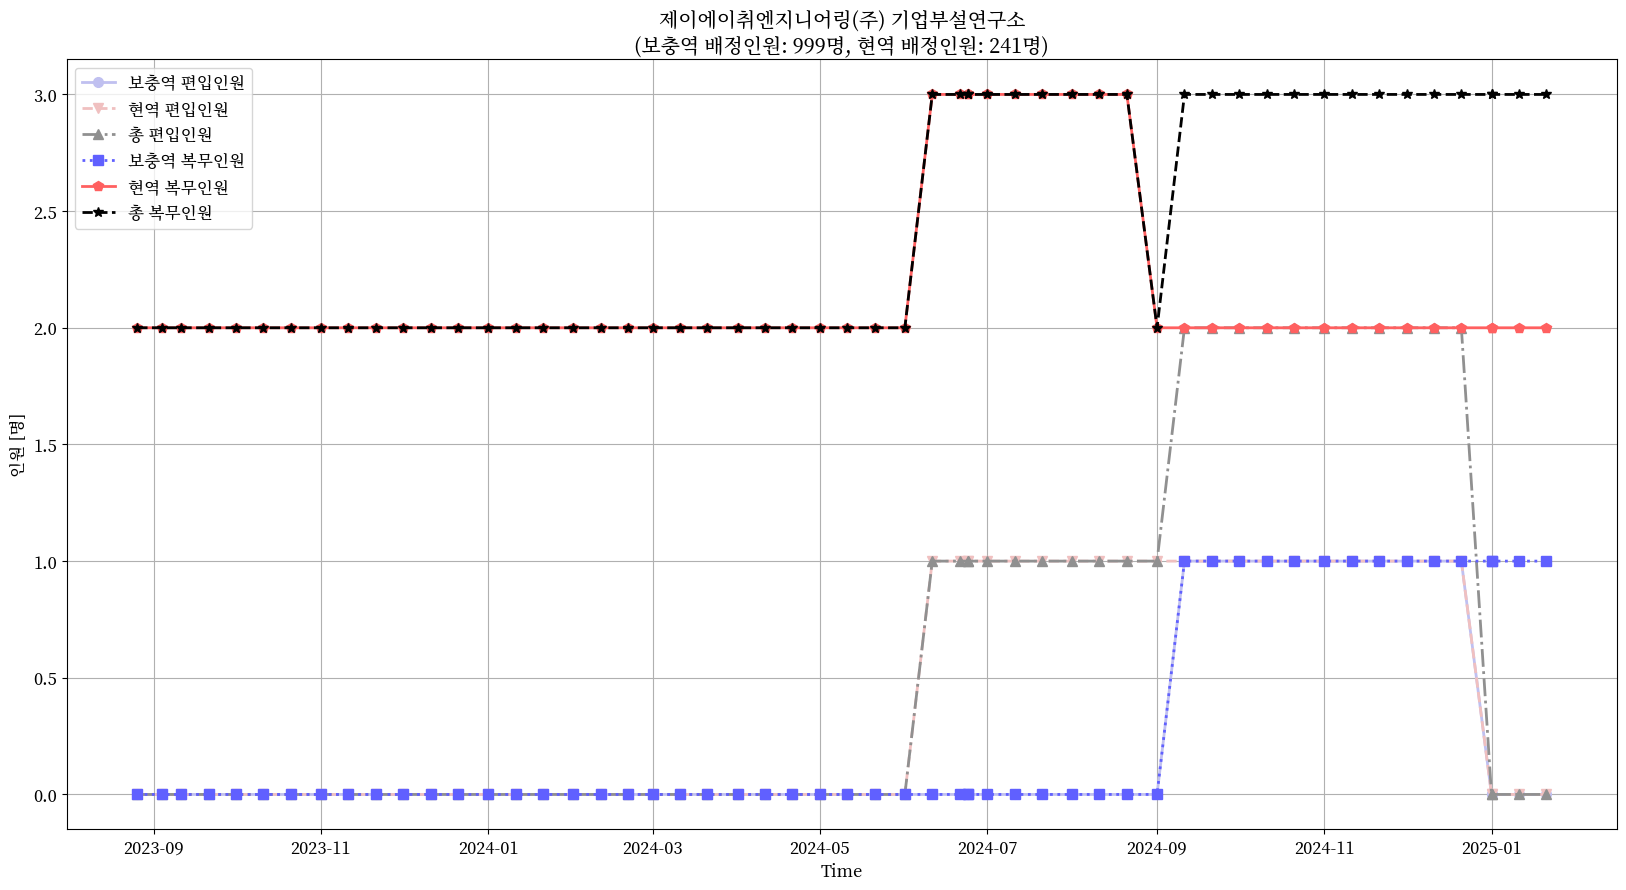 제이에이취엔지니어링(주) 기업부설연구소
(보충역 배정인원: 999명, 현역 배정인원: 241명)
보충역 편입인원
현역 편입인원
총 편입인원
보충역 복무인원
현역 복무인원
총 복무인원
인원 [명]
3.0
2.5
2.0
1.5
1.0
0.5
0.0
2023-09
2023-11
2024-01
2024-03
2024-05
2024-07
2024-09
2024-11
2025-01
Time